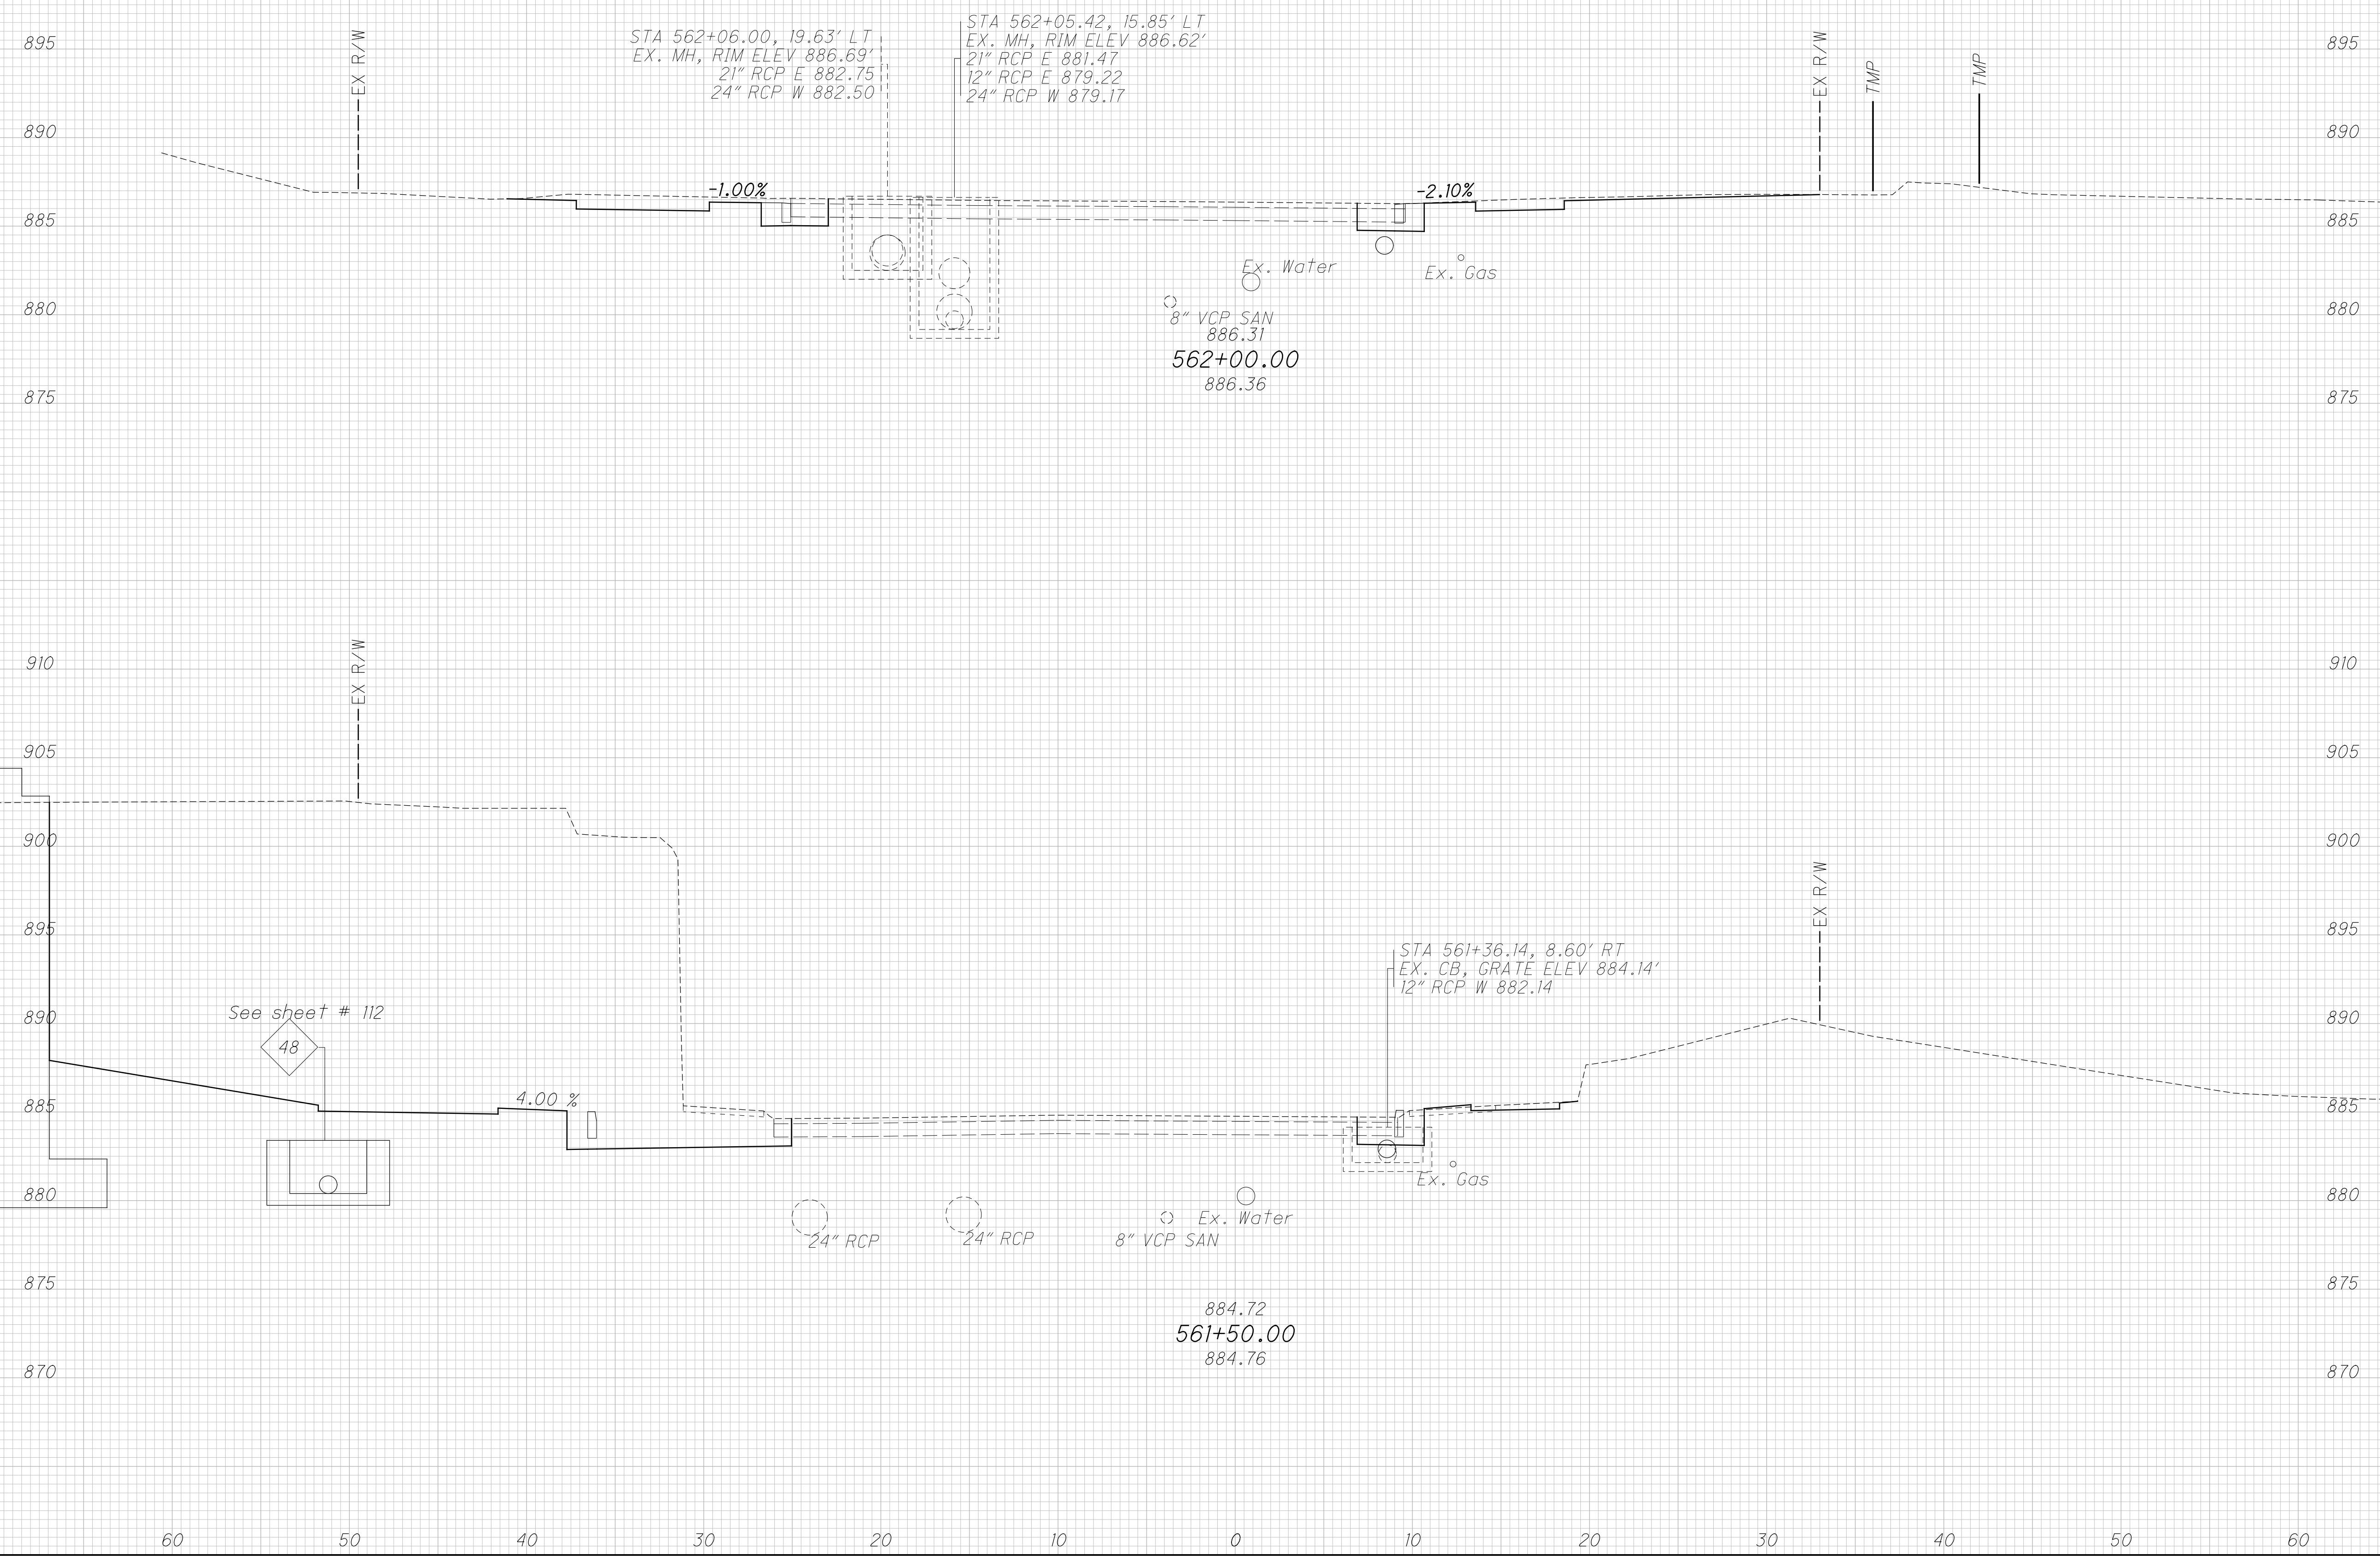 STA 562+06.00, 19.63' LT
EX. MH, RIM ELEV 886.69'
21" RCP E 882.75
24" RCP W 882.50
STA 562+05.42, 15.85' LT
EX. MH, RIM ELEV 886.62'
21" RCP E 881.47
12" RCP E 879.22
24" RCP W 879.17
895
895
EX R/W
EX R/W
TMP
TMP
890
890
-1.00%
-2.10%
885
885
Ex. Water
Ex. Gas
880
880
8" VCP SAN
886.31
562+00.00
886.36
875
875
EX R/W
910
910
905
905
900
900
EX R/W
895
895
STA 561+36.14, 8.60' RT
EX. CB, GRATE ELEV 884.14'
12" RCP W 882.14
See sheet # 112
890
890
48
4.00 %
885
885
Ex. Gas
880
880
24" RCP
24" RCP
8" VCP SAN
Ex. Water
875
875
884.72
561+50.00
884.76
870
870
60 50 40 30 20 10 0 10 20 30 40 50 60